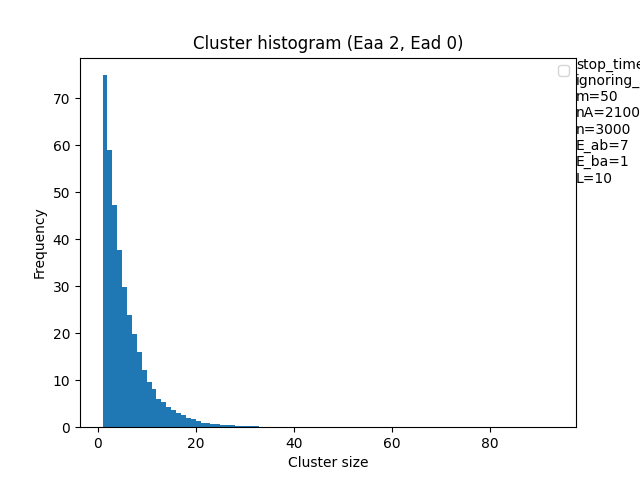 Cluster histogram (Eaa 2, Ead 0)
stop_time
ignoring_
m=50
nA=2100
n=3000
E_ab=7
E_ba=1
L=10
Frequency
70
60
50
40
30
20
10
0
0 20 40 60 80
Cluster size